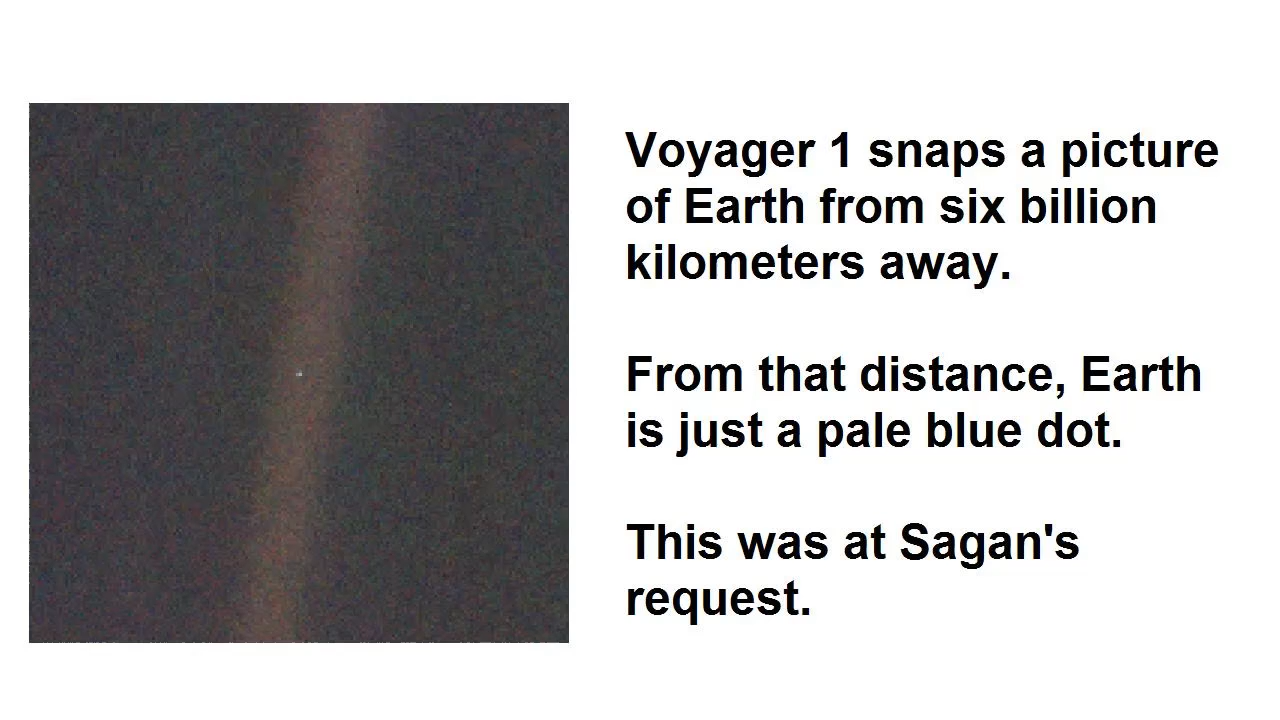 Voyager 1 snaps a picture
of Earth from six billion
kilometers away.
From that distance, Earth
is just a pale blue dot.
This was at Sagan's
request.